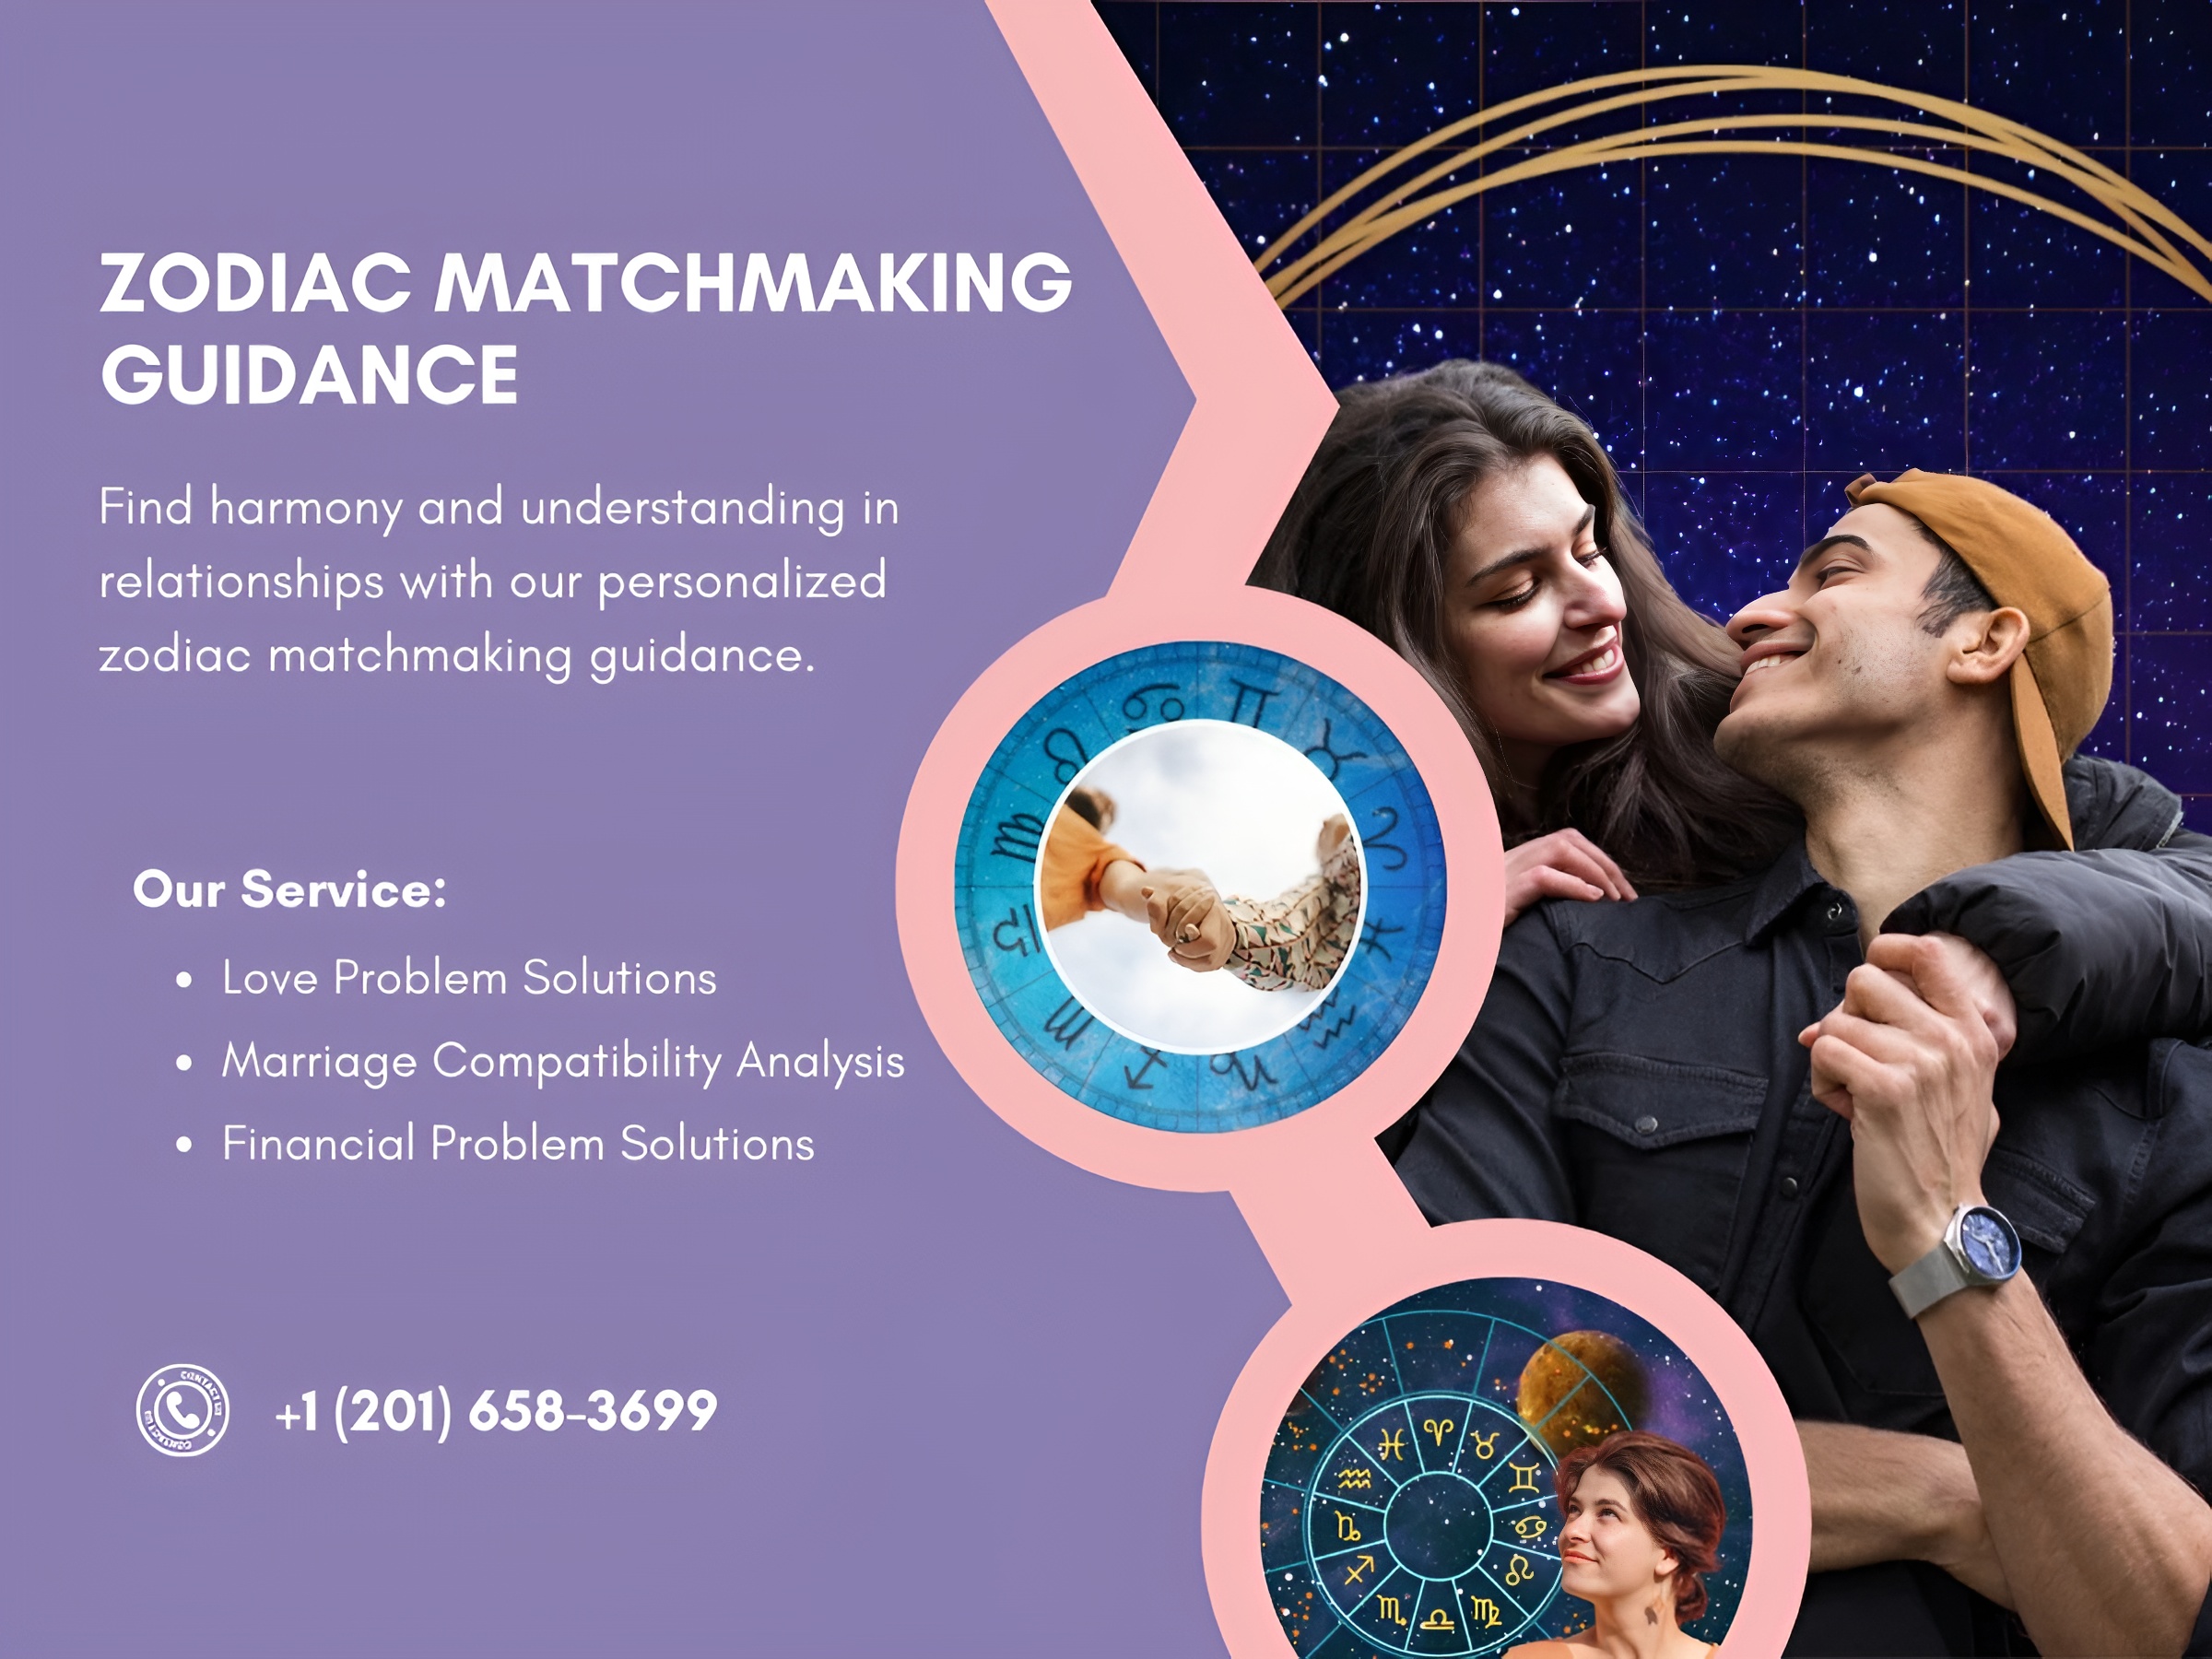 ZODIAC MATCHMAKING
GUIDANCE
Find harmony and understanding in
relationships with our personalized
zodiac matchmaking guidance.
Our Service:
• Love Problem Solutions
• Marriage Compatibility Analysis
• Financial Problem Solutions
+1 (201) 658-3699